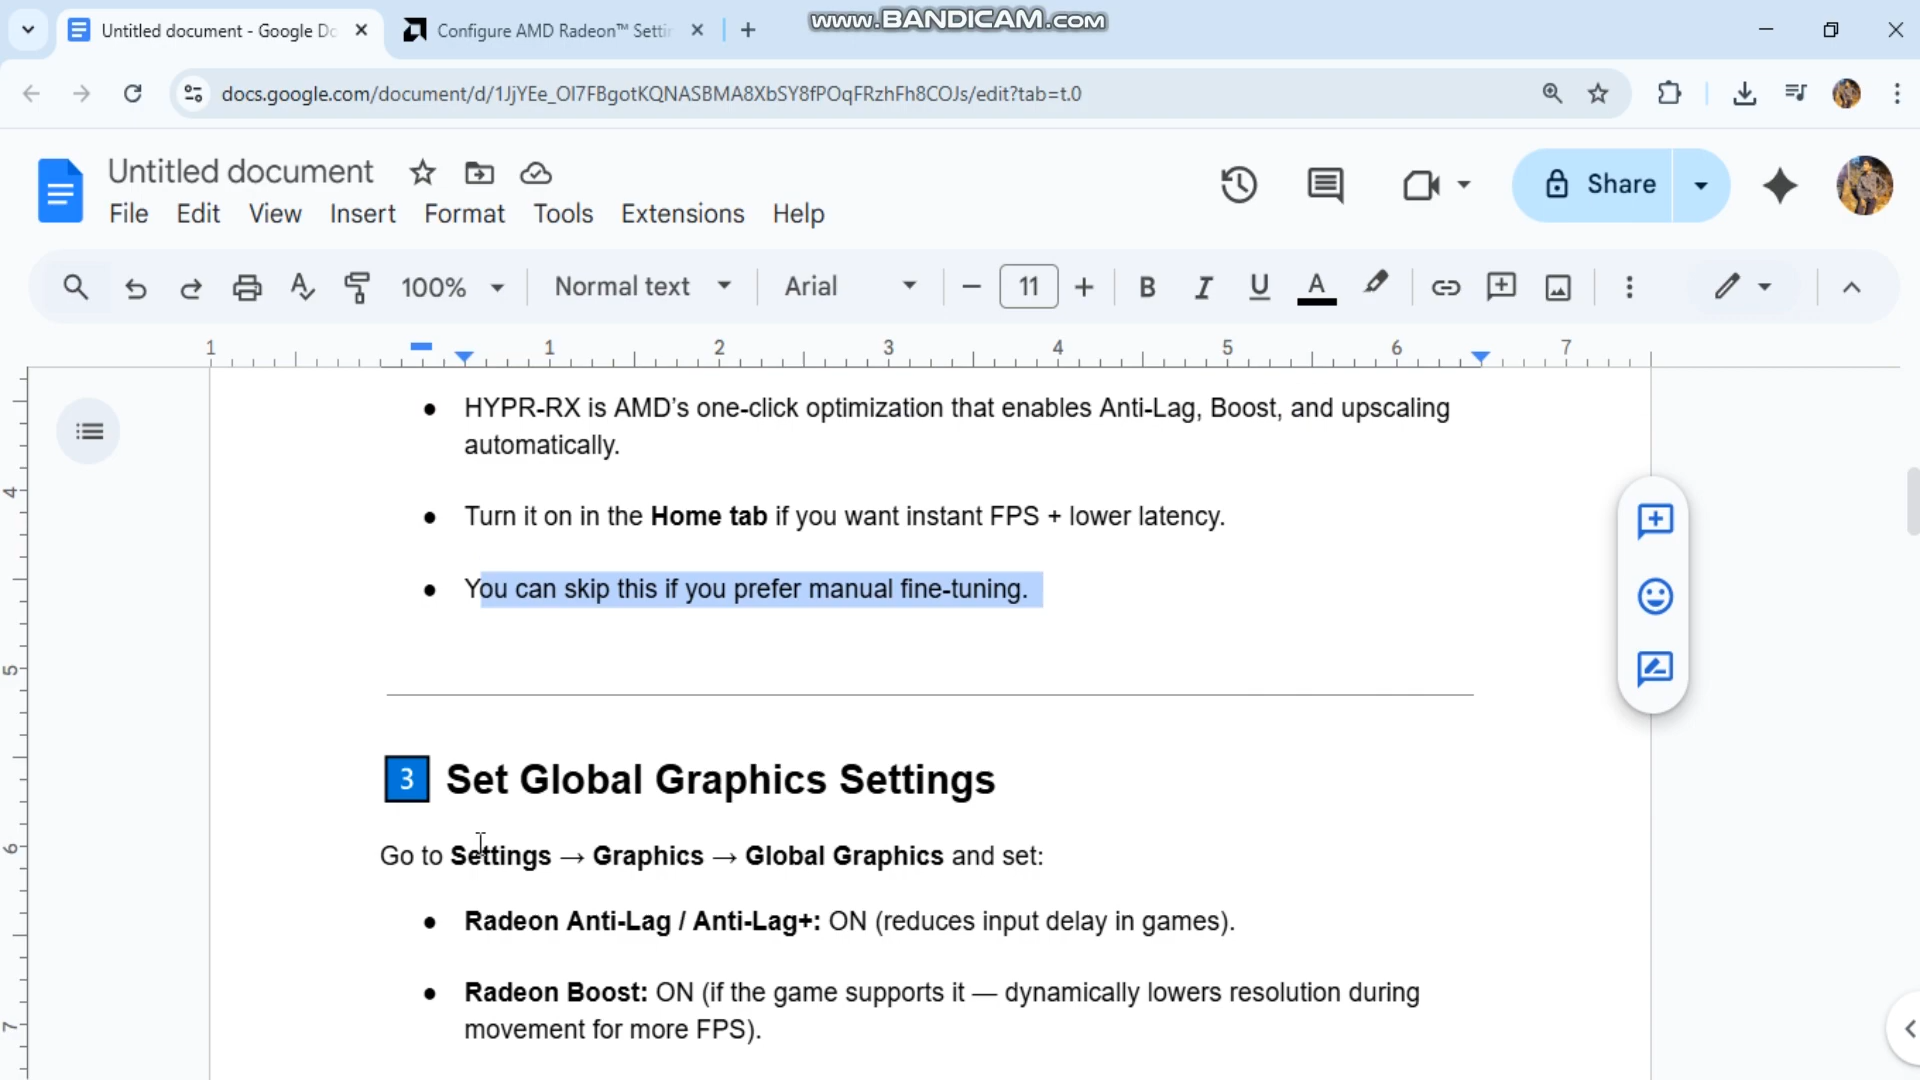 www.BANDICAM.com
Untitled document - Google Do
Configure AMD Radeon™ Settin
docs.google.com/document/d/1JjYEe_OI7FBgotKQNASBMA8XbSY8fPOqFRzhFh8COJs/edit?tab=t.0
Untitled document
File Edit View Insert Format Tools Extensions Help
Share
100% Normal text Arial 11 B I U A
1 1 2 3 4 5 6 7
HYPR-RX is AMD’s one-click optimization that enables Anti-Lag, Boost, and upscaling
automatically.
4
Turn it on in the Home tab if you want instant FPS + lower latency.
You can skip this if you prefer manual fine-tuning.
5
3 Set Global Graphics Settings
6
Go to Settings → Graphics → Global Graphics and set:
Radeon Anti-Lag / Anti-Lag+: ON (reduces input delay in games).
Radeon Boost: ON (if the game supports it — dynamically lowers resolution during
movement for more FPS).
7